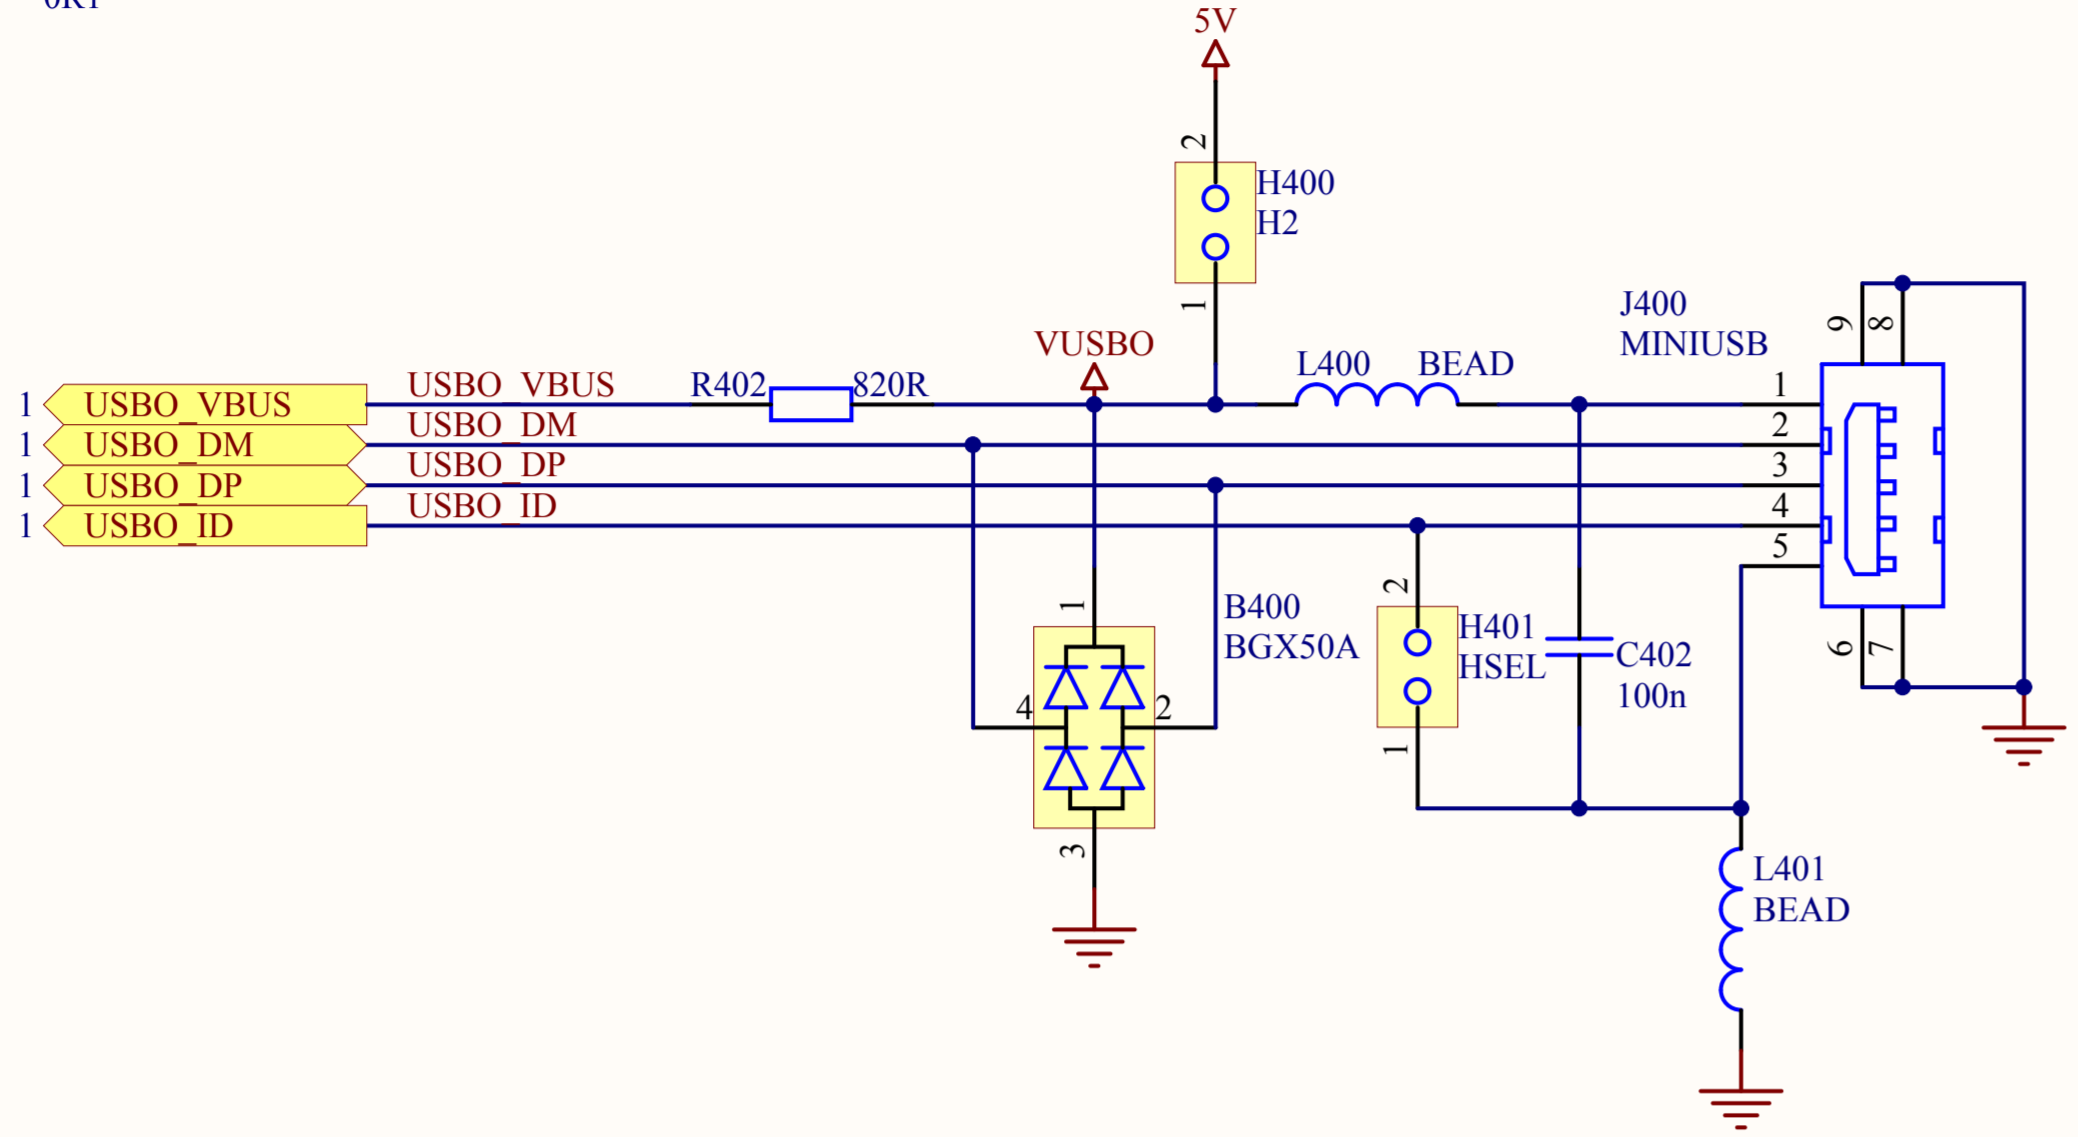 0R1
5V
2
H400
H2
1
J400
MINIUSB
9
8
VUSBO
L400
BEAD
1
USBO_VBUS
USBO_VBUS
R402
820R
1
1
USBO_DM
USBO_DM
2
1
USBO_DP
USBO_DP
3
1
USBO_ID
USBO_ID
4
5
1
2
B400
BGX50A
H401
HSEL
C402
100n
6
7
4
2
1
3
L401
BEAD